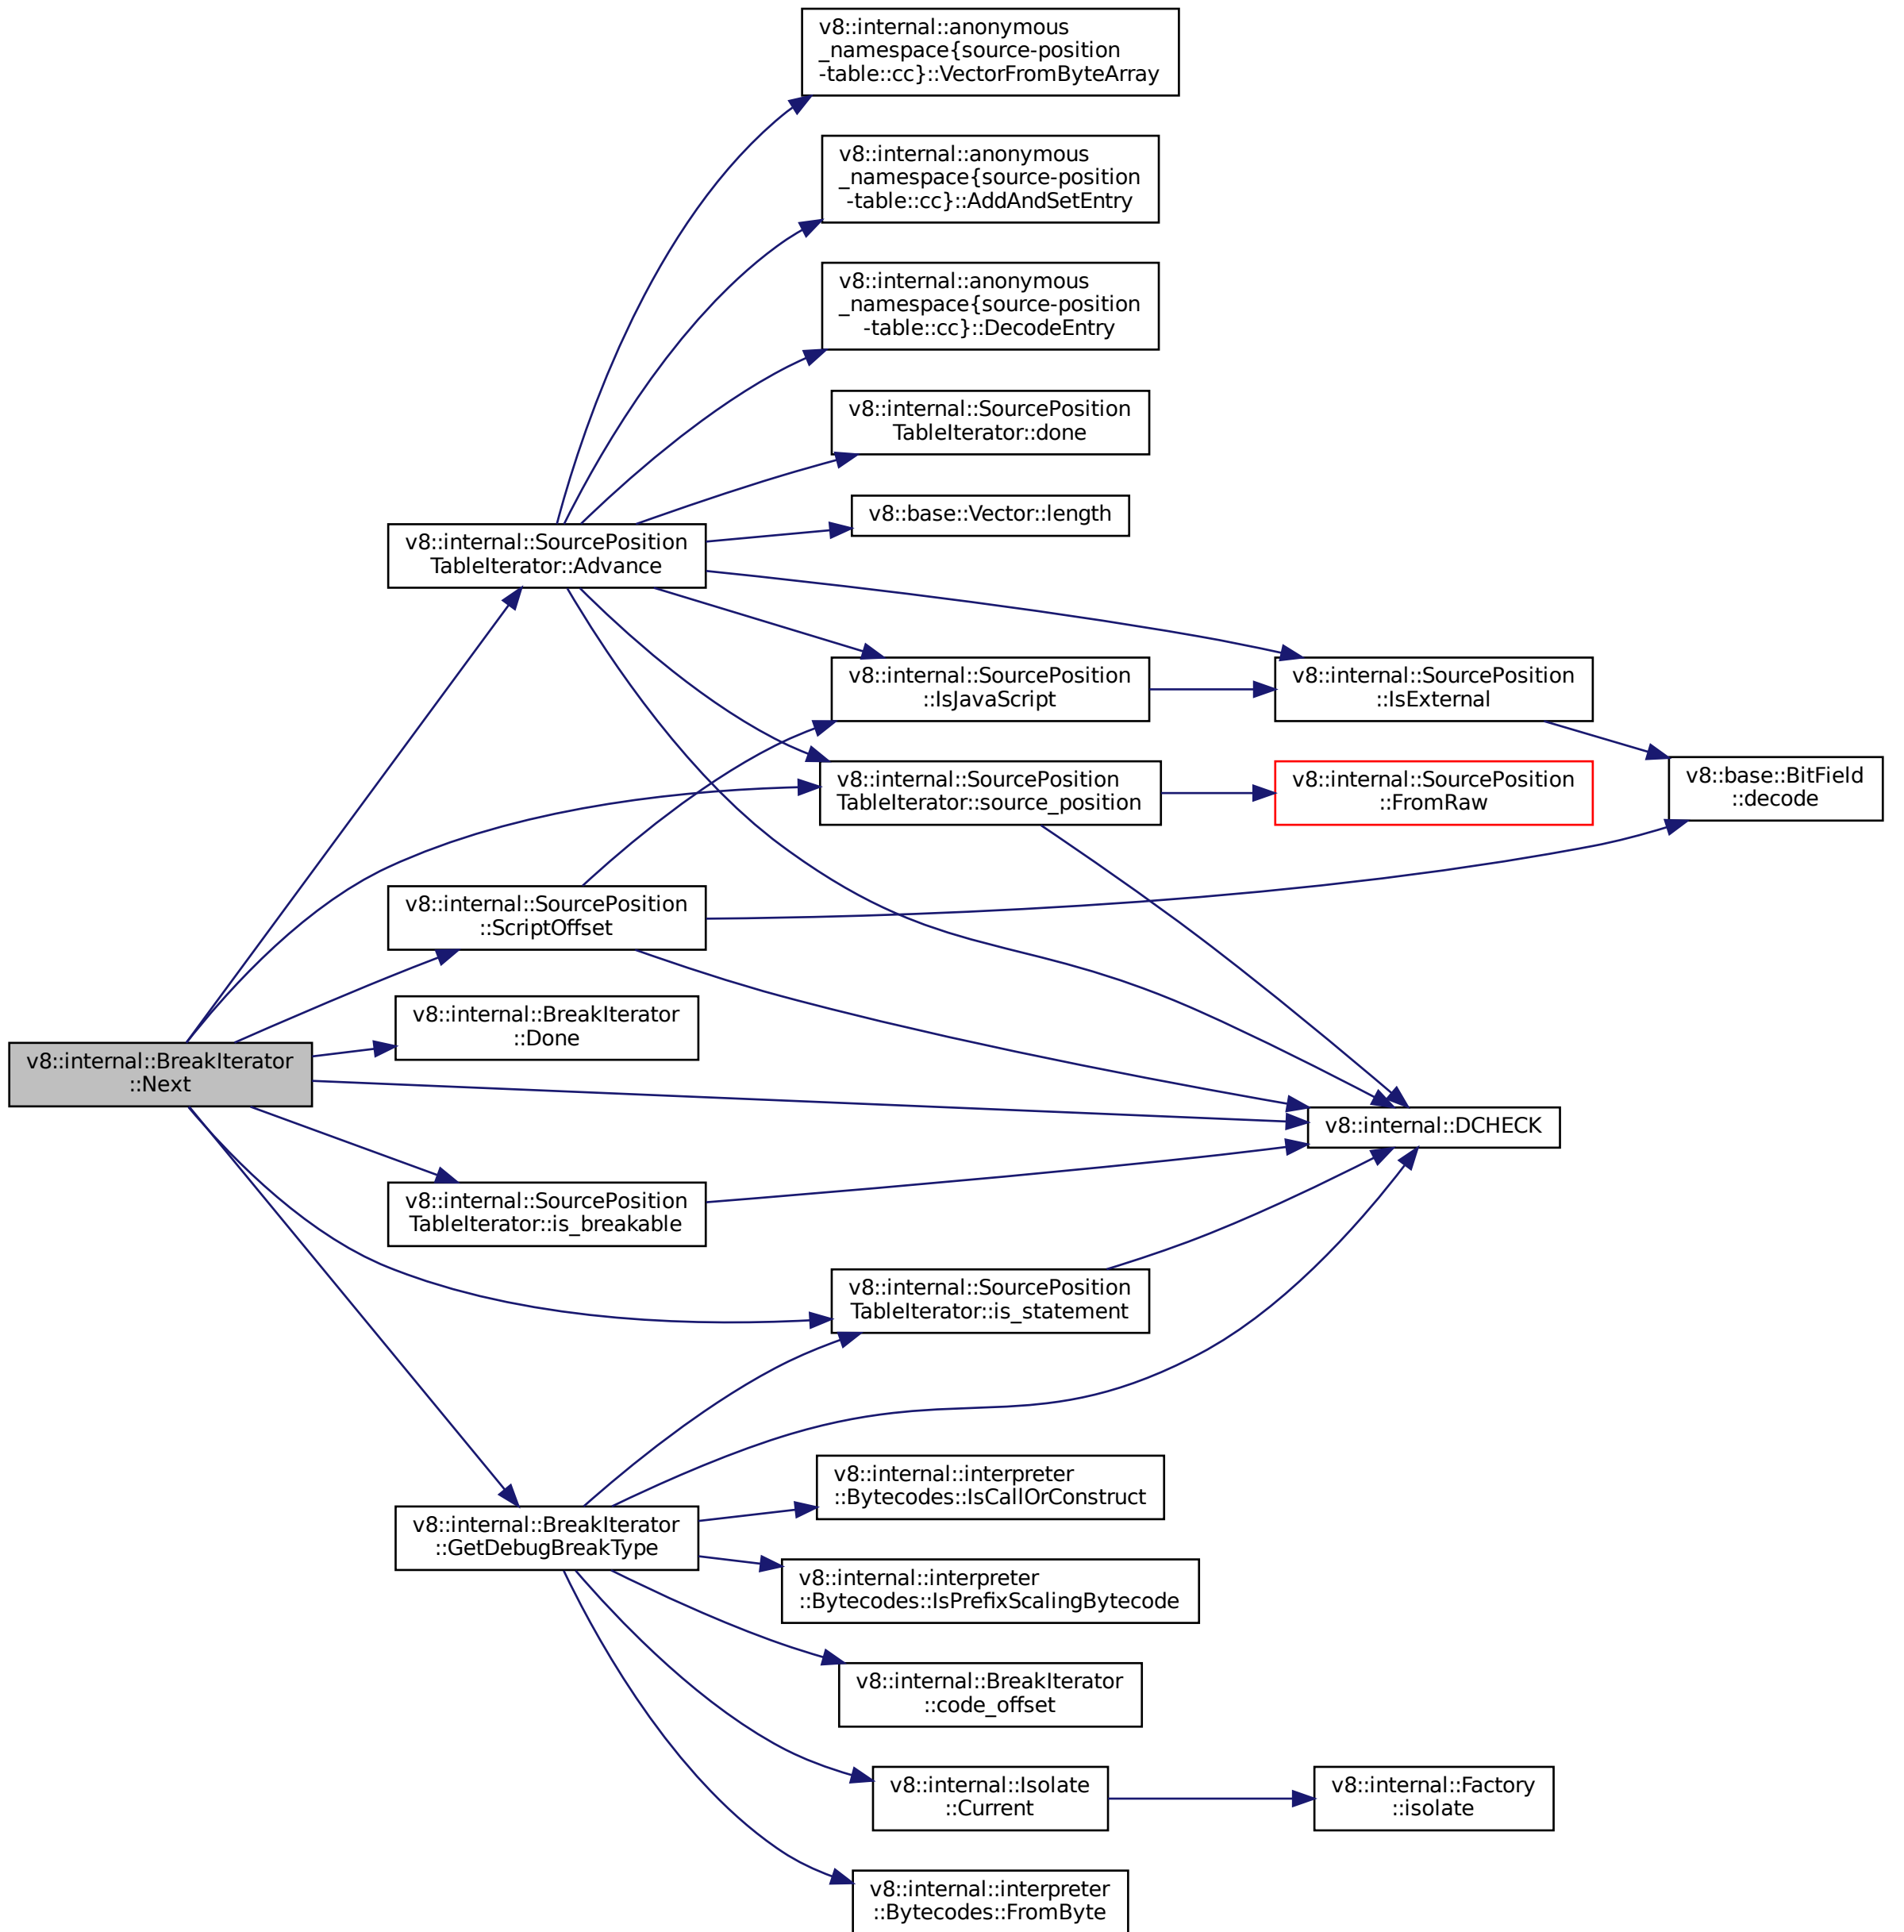 v8::internal::anonymous
_namespace{source-position
-table::cc}::VectorFromByteArray
v8::internal::anonymous
_namespace{source-position
-table::cc}::AddAndSetEntry
v8::internal::anonymous
_namespace{source-position
-table::cc}::DecodeEntry
v8::internal::SourcePosition
TableIterator::done
v8::base::Vector::length
v8::internal::SourcePosition
TableIterator::Advance
v8::internal::SourcePosition
::IsJavaScript
v8::internal::SourcePosition
::IsExternal
v8::internal::SourcePosition
TableIterator::source_position
v8::internal::SourcePosition
::FromRaw
v8::base::BitField
::decode
v8::internal::SourcePosition
::ScriptOffset
v8::internal::BreakIterator
::Done
v8::internal::BreakIterator
::Next
v8::internal::DCHECK
v8::internal::SourcePosition
TableIterator::is_breakable
v8::internal::SourcePosition
TableIterator::is_statement
v8::internal::BreakIterator
::GetDebugBreakType
v8::internal::interpreter
::Bytecodes::IsCallOrConstruct
v8::internal::interpreter
::Bytecodes::IsPrefixScalingBytecode
v8::internal::BreakIterator
::code_offset
v8::internal::Isolate
::Current
v8::internal::Factory
::isolate
v8::internal::interpreter
::Bytecodes::FromByte